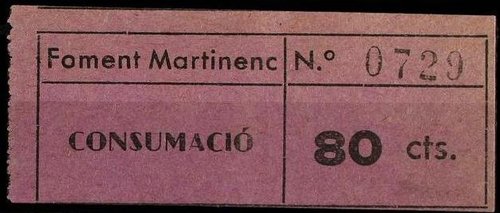 Foment Martinenc N.º 0729
CONSUMACIÓ 80 cts.